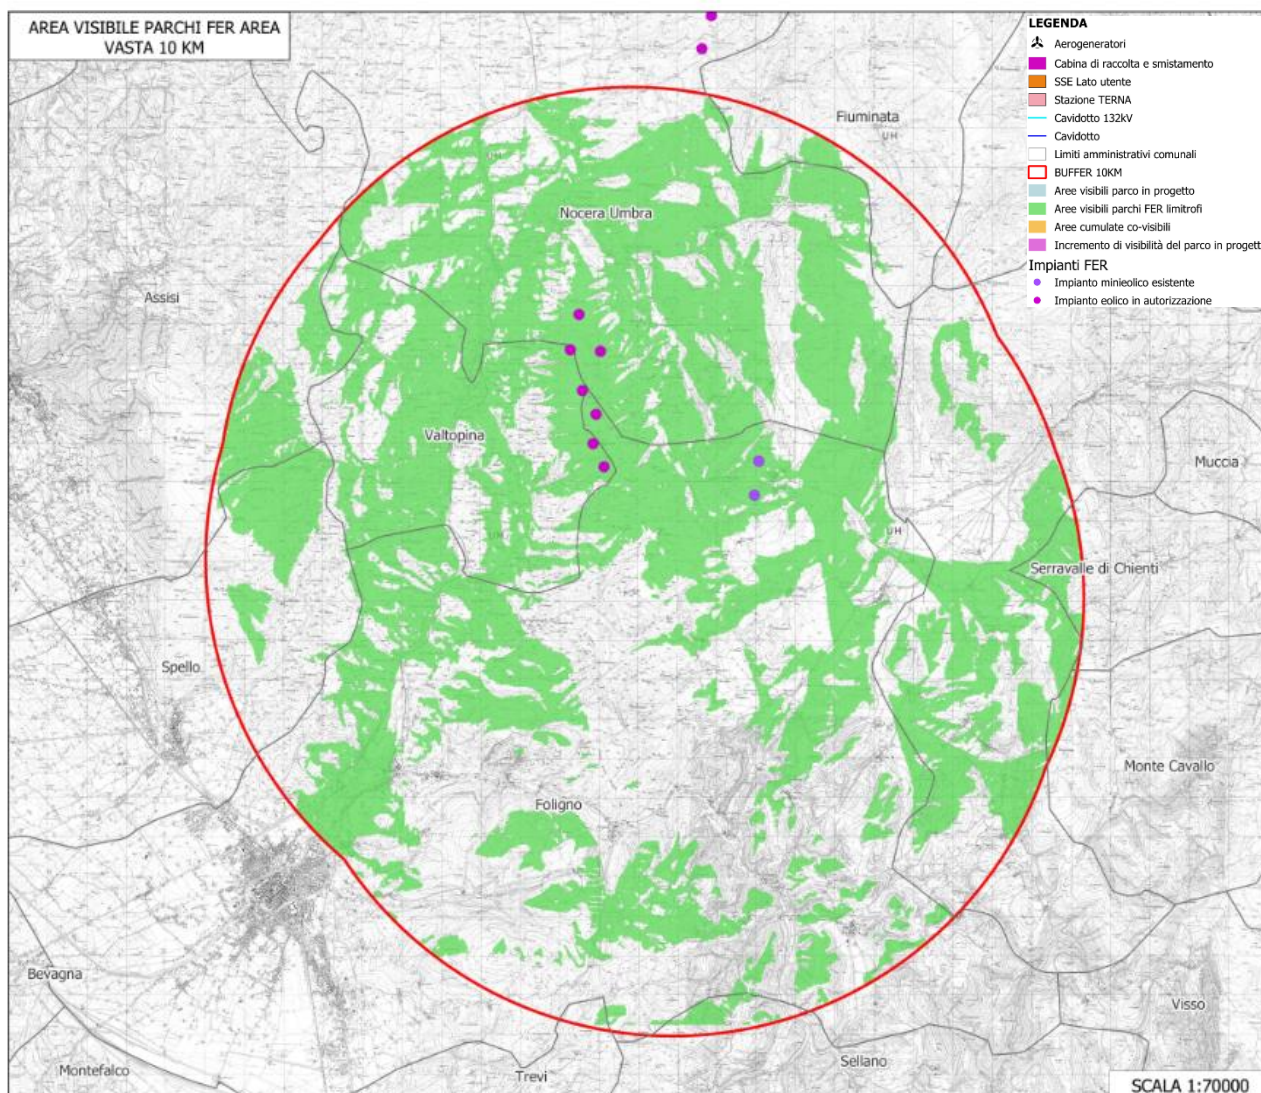 AREA VISIBILE PARCHI FER AREA
VASTA 10 KM
LEGENDA
Aerogeneratori
Cabina di raccolta e smistamento
SSE Lato utente
Stazione TERNA
Cavidotto 132kV
Cavidotto
Limiti amministrativi comunali
BUFFER 10KM
Aree visibili parco in progetto
Aree visibili parchi FER limitrofi
Aree cumulate co-visibili
Incremento di visibilità del parco in progett
Impianti FER
Impianto minieolico esistente
Impianto eolico in autorizzazione
Fiuminata
Nocera Umbra
Assisi
Valtopina
Muccia
Serravalle di Chienti
Spello
Monte Cavallo
Foligno
Bevagna
Visso
Sellano
Montefalco
Trevi
SCALA 1:70000